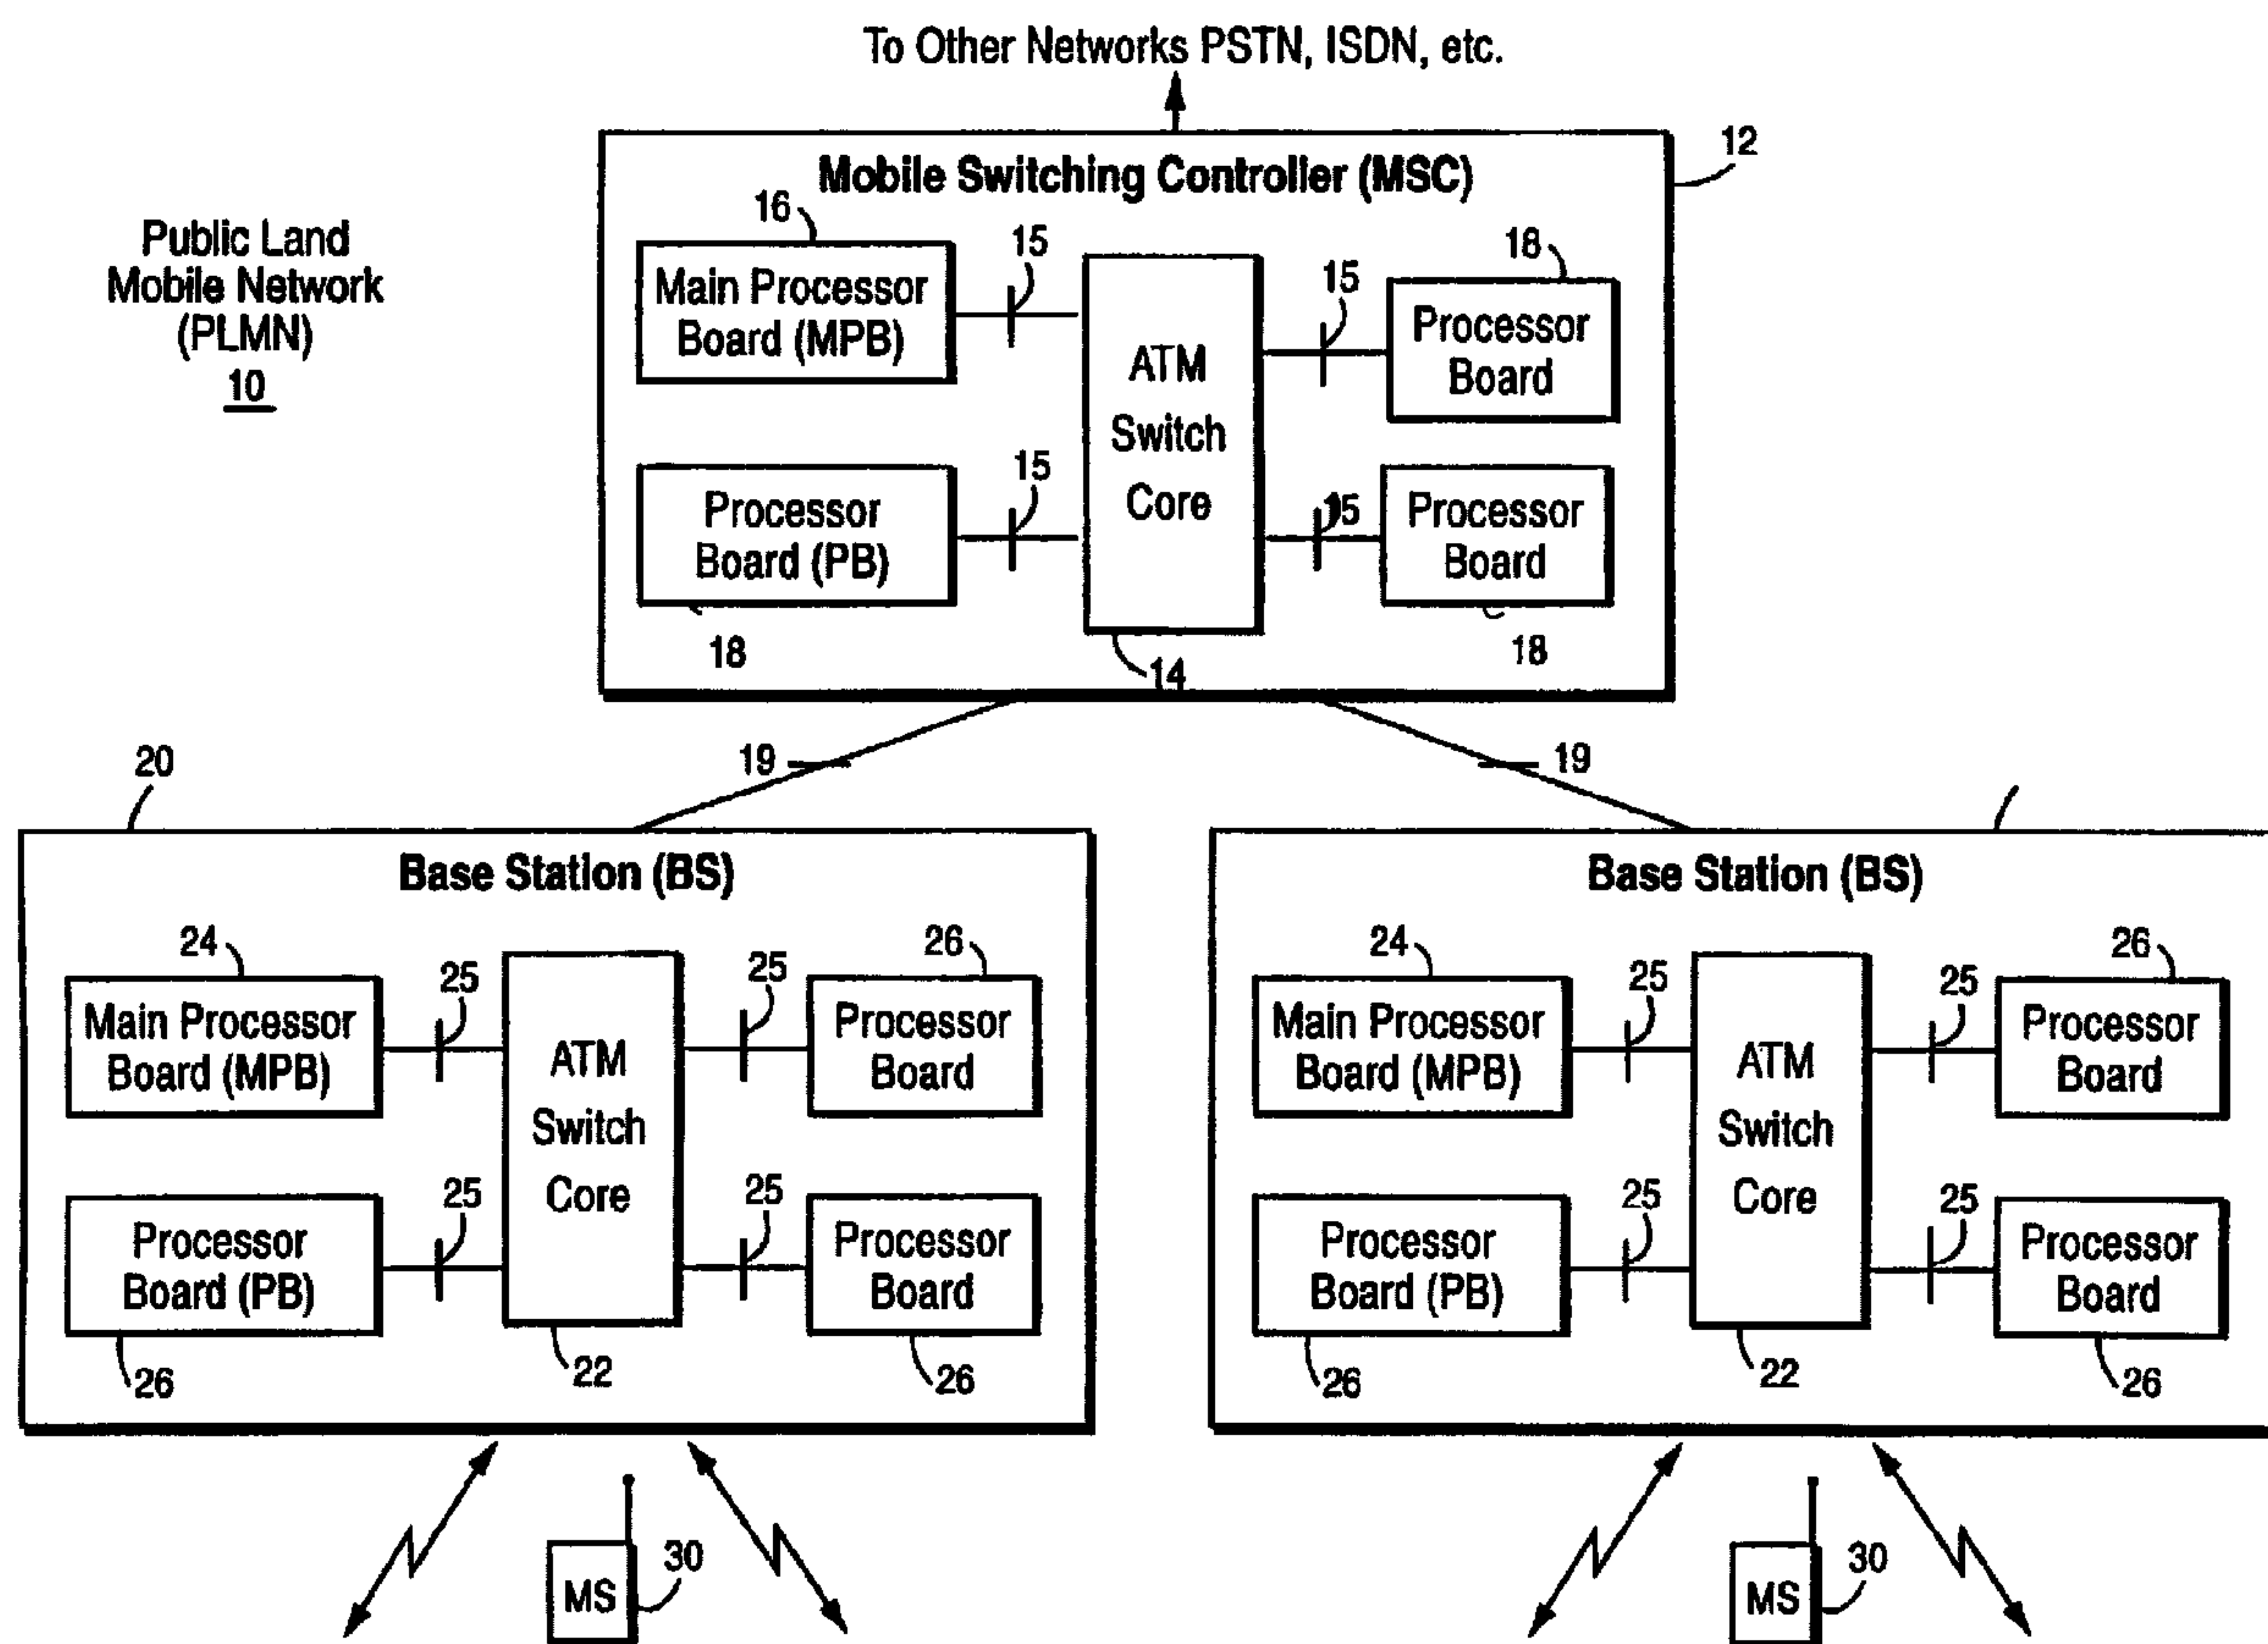 To Other Networks PSTN, ISDN, etc.
12
Mobile Switching Controller (MSC)
Public Land
Mobile Network
(PLMN)
10
16
15
15
18
Main Processor
Board (MPB)
ATM
Switch
Core
Processor
Board
15
15
Processor
Board (PB)
Processor
Board
18
14
18
19
19
20
Base Station (BS)
24
25
25
26
Main Processor
Board (MPB)
ATM
Switch
Core
Processor
Board
25
25
Processor
Board (PB)
Processor
Board
26
22
26
Base Station (BS)
24
25
25
26
Main Processor
Board (MPB)
ATM
Switch
Core
Processor
Board
25
25
Processor
Board (PB)
Processor
Board
26
22
26
MS
30
MS
30